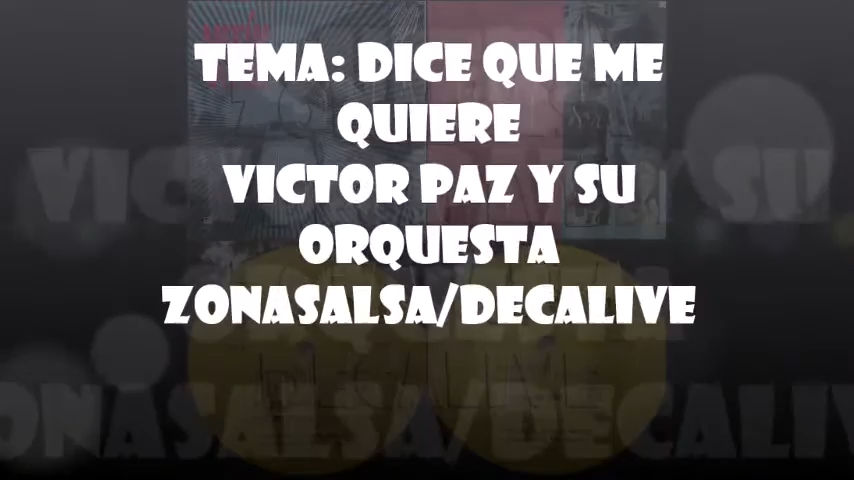 TEMA: DICE QUE ME
QUIERE
VICTOR PAZ Y SU
ORQUESTA
ZONASALSA/DECALIVE